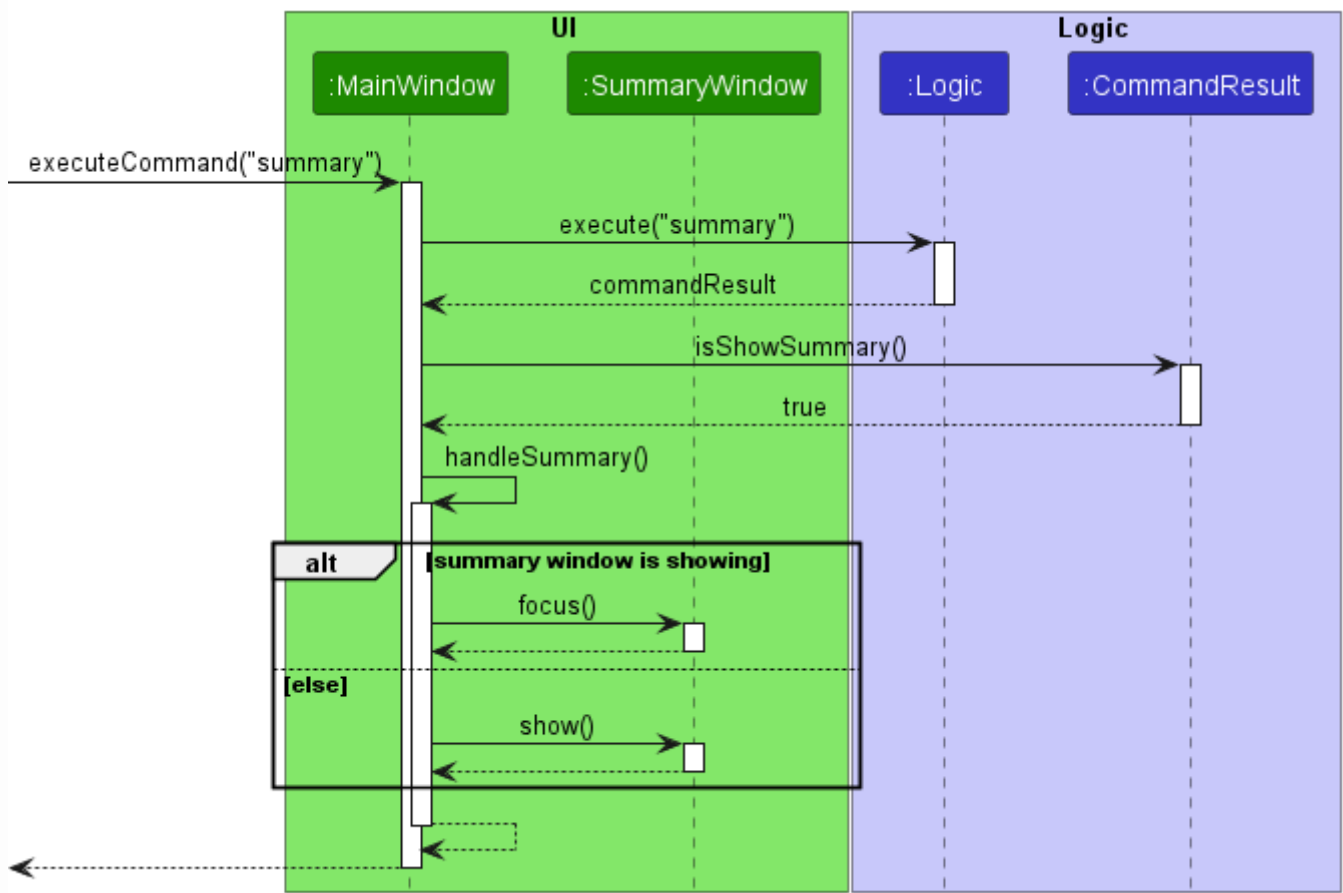 UI
Logic
:MainWindow
:SummaryWindow
:Logic
:CommandResult
executeCommand("summary")
execute("summary")
commandResult
isShowSummary()
true
handleSummary()
alt
[summary window is showing]
focus()
[else]
show()